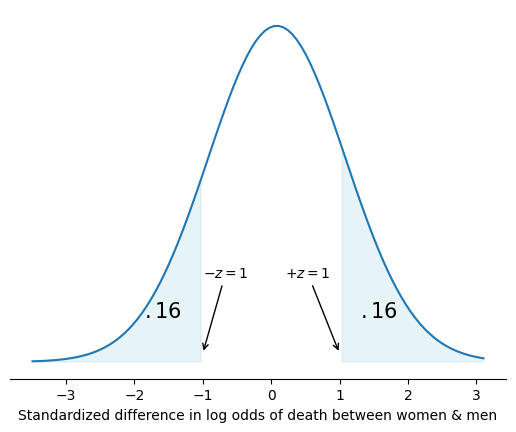 −z = 1
+z = 1
.16
.16
−3 −2 −1 0 1 2 3
Standardized difference in log odds of death between women & men